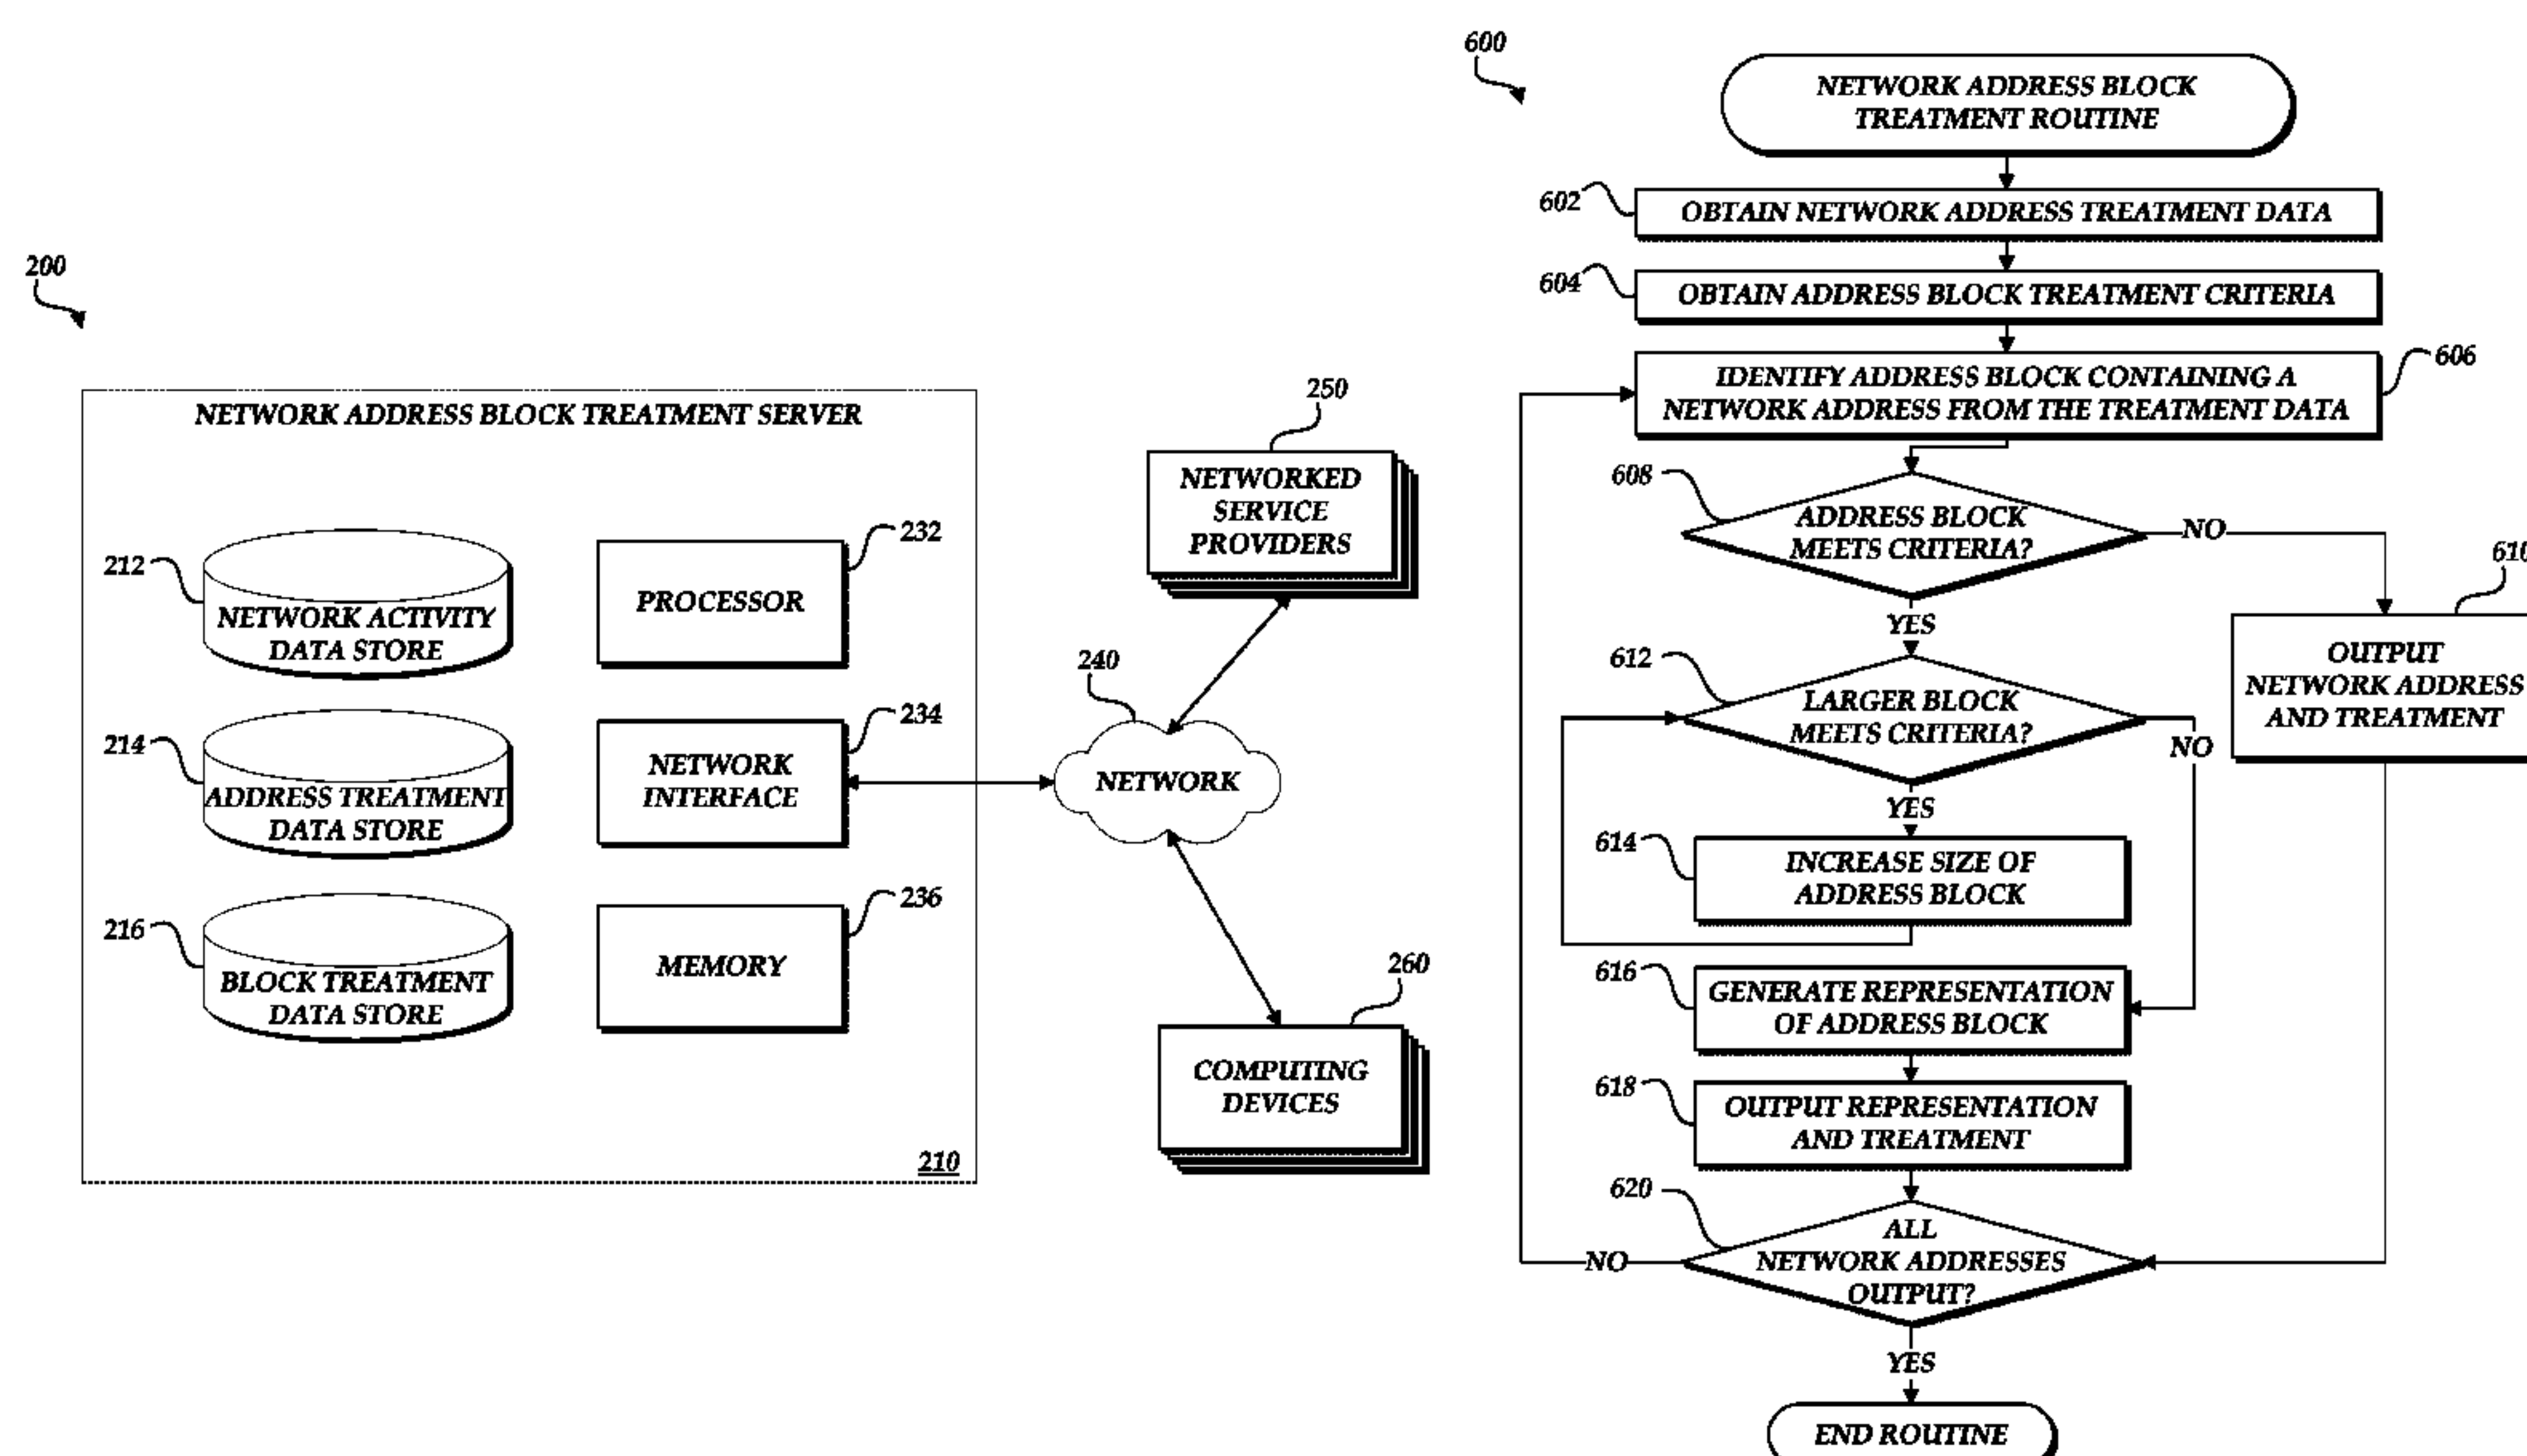 200
NETWORK ADDRESS BLOCK TREATMENT SERVER
212
NETWORK ACTIVITY
DATA STORE
232
PROCESSOR
214
ADDRESS TREATMENT
DATA STORE
234
NETWORK
INTERFACE
216
BLOCK TREATMENT
DATA STORE
236
MEMORY
210
250
NETWORKED
SERVICE
PROVIDERS
240
NETWORK
260
COMPUTING
DEVICES
600
NETWORK ADDRESS BLOCK
TREATMENT ROUTINE
602
OBTAIN NETWORK ADDRESS TREATMENT DATA
604
OBTAIN ADDRESS BLOCK TREATMENT CRITERIA
606
IDENTIFY ADDRESS BLOCK CONTAINING A
NETWORK ADDRESS FROM THE TREATMENT DATA
608
ADDRESS BLOCK
MEETS CRITERIA?
NO
YES
610
OUTPUT
NETWORK ADDRESS
AND TREATMENT
612
LARGER BLOCK
MEETS CRITERIA?
NO
YES
614
INCREASE SIZE OF
ADDRESS BLOCK
616
GENERATE REPRESENTATION
OF ADDRESS BLOCK
618
OUTPUT REPRESENTATION
AND TREATMENT
620
ALL
NETWORK ADDRESSES
OUTPUT?
NO
YES
END ROUTINE